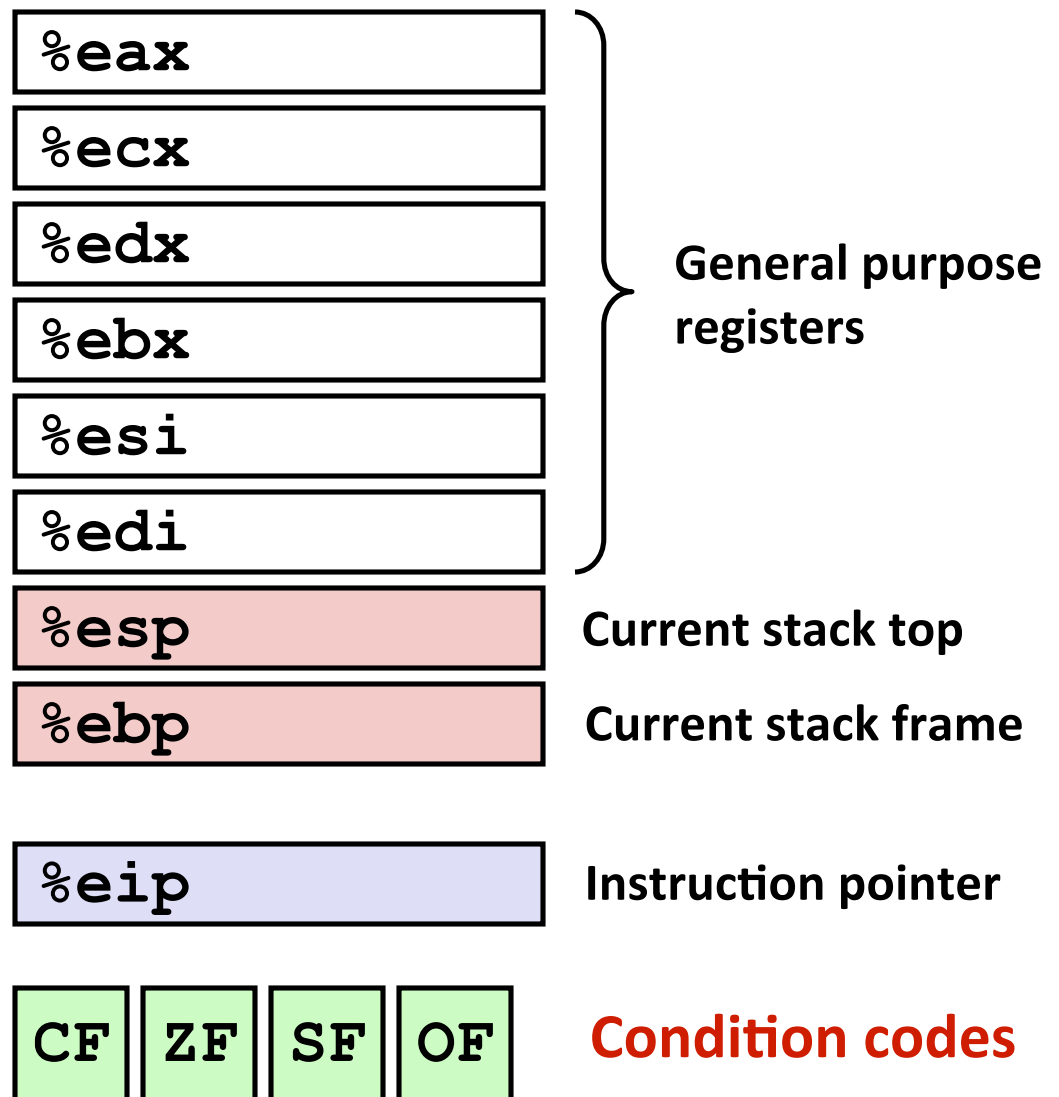 %eax
%ecx
%edx
General purpose
%ebx
registers
%esi
%edi
%esp Current stack top
%ebp Current stack frame
%eip Instruction pointer
CF ZF SF OF Condition codes